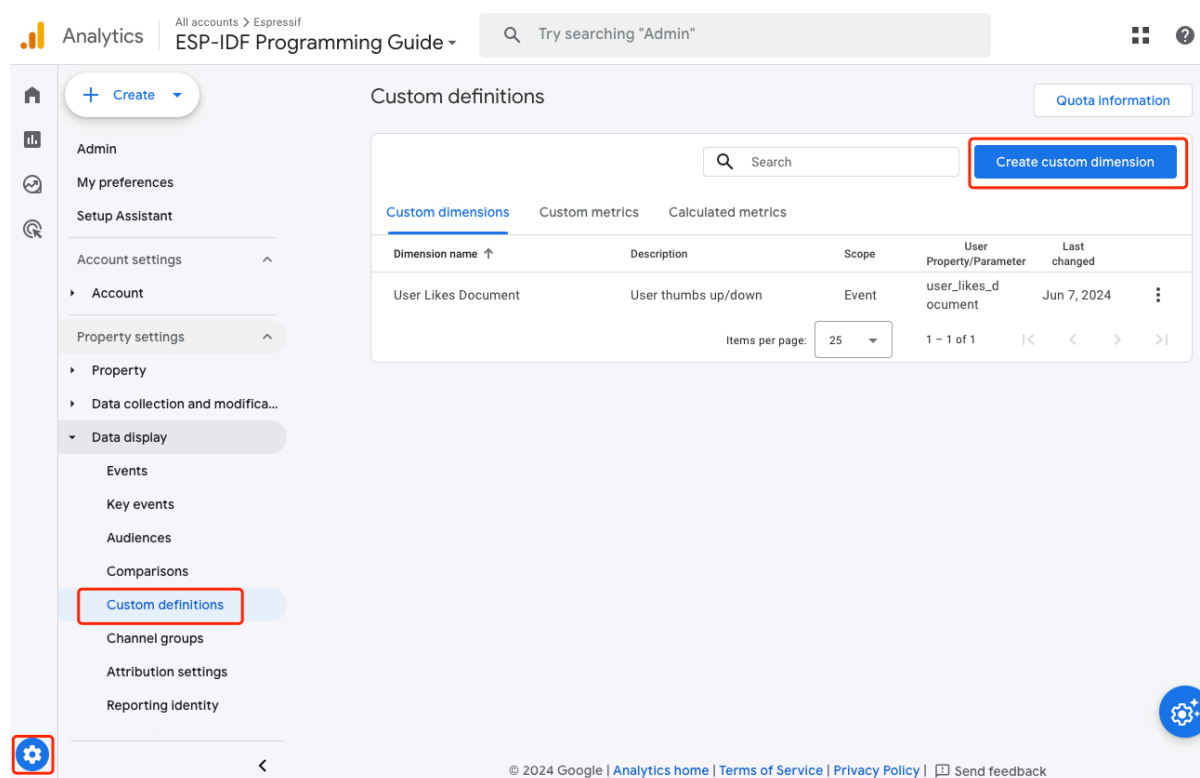 Analytics
All accounts > Espressif
ESP-IDF Programming Guide
Try searching "Admin"
Create
Admin
My preferences
Setup Assistant
Account settings
Account
Property settings
Property
Data collection and modifica...
Data display
Events
Key events
Audiences
Comparisons
Custom definitions
Channel groups
Attribution settings
Reporting identity
Custom definitions
Quota information
Search
Create custom dimension
Custom dimensions Custom metrics Calculated metrics
Dimension name Description Scope User Property/Parameter Last changed
User Likes Document User thumbs up/down Event user_likes_d
ocument Jun 7, 2024
Items per page: 25 1 – 1 of 1
© 2024 Google | Analytics home | Terms of Service | Privacy Policy | Send feedback